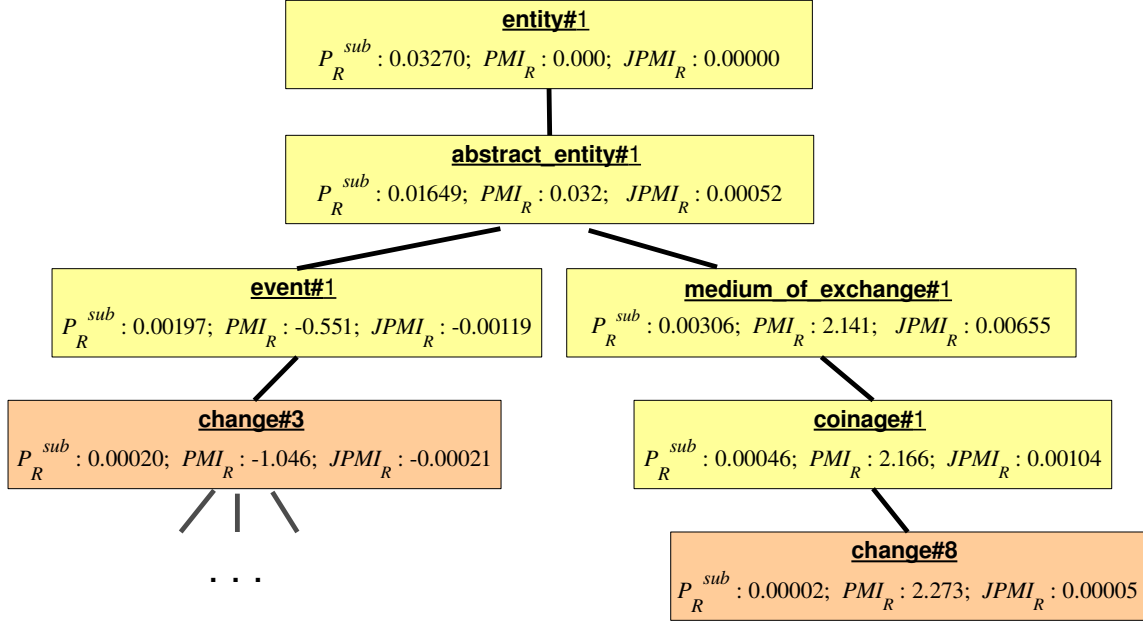 entity#1
P_R^sub : 0.03270; PMI_R : 0.000; JPMI_R : 0.00000
abstract_entity#1
P_R^sub : 0.01649; PMI_R : 0.032; JPMI_R : 0.00052
event#1
P_R^sub : 0.00197; PMI_R : -0.551; JPMI_R : -0.00119
medium_of_exchange#1
P_R^sub : 0.00306; PMI_R : 2.141; JPMI_R : 0.00655
change#3
P_R^sub : 0.00020; PMI_R : -1.046; JPMI_R : -0.00021
coinage#1
P_R^sub : 0.00046; PMI_R : 2.166; JPMI_R : 0.00104
. . .
change#8
P_R^sub : 0.00002; PMI_R : 2.273; JPMI_R : 0.00005